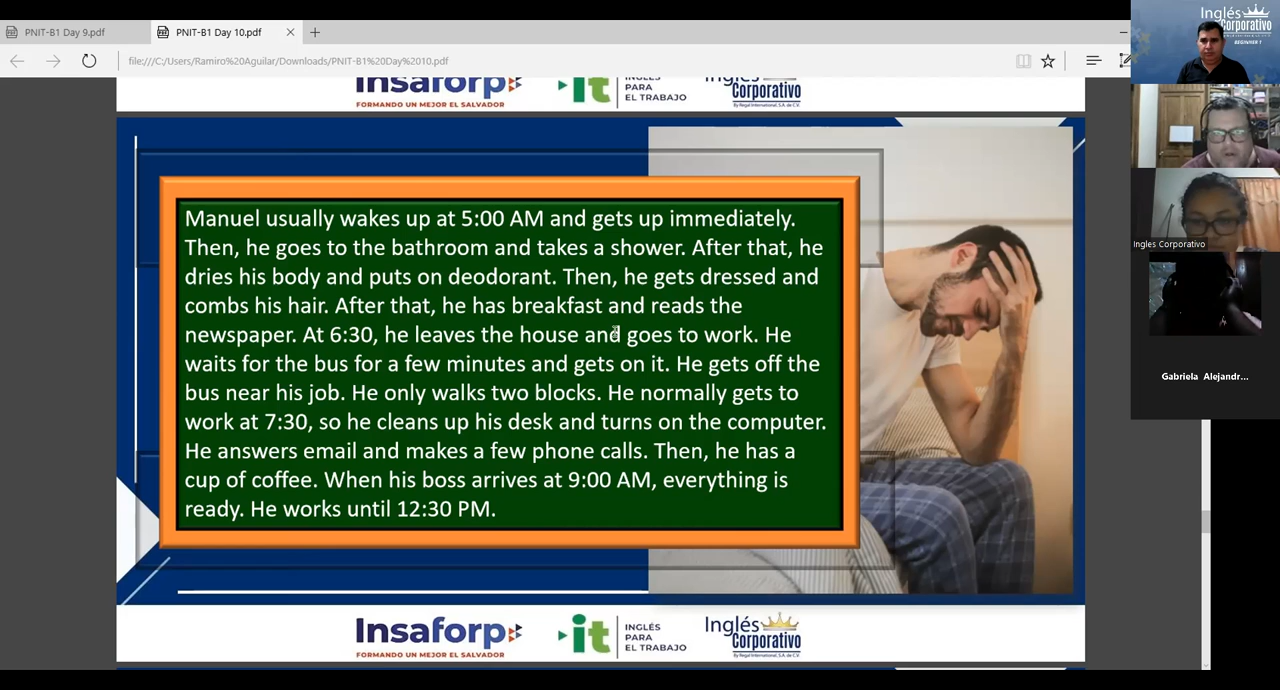 PNIT-B1 Day 9.pdf
PNIT-B1 Day 10.pdf
file:///C:/Users/Ramiro%20Aguilar/Downloads/PNIT-B1%20Day%2010.pdf
Insaforp
FORMANDO UN MEJOR EL SALVADOR
it
INGLÉS
PARA
EL TRABAJO
Inglés
Corporativo
By Regal International, S.A. de C.V.
Manuel usually wakes up at 5:00 AM and gets up immediately.
Then, he goes to the bathroom and takes a shower. After that, he
dries his body and puts on deodorant. Then, he gets dressed and
combs his hair. After that, he has breakfast and reads the
newspaper. At 6:30, he leaves the house and goes to work. He
waits for the bus for a few minutes and gets on it. He gets off the
bus near his job. He only walks two blocks. He normally gets to
work at 7:30, so he cleans up his desk and turns on the computer.
He answers email and makes a few phone calls. Then, he has a
cup of coffee. When his boss arrives at 9:00 AM, everything is
ready. He works until 12:30 PM.
Insaforp
FORMANDO UN MEJOR EL SALVADOR
it
INGLÉS
PARA
EL TRABAJO
Inglés
Corporativo
By Regal International, S.A. de C.V.
Inglés
Corporativo
BEGINNER 1
Ingles Corporativo
Gabriela Alejandr...